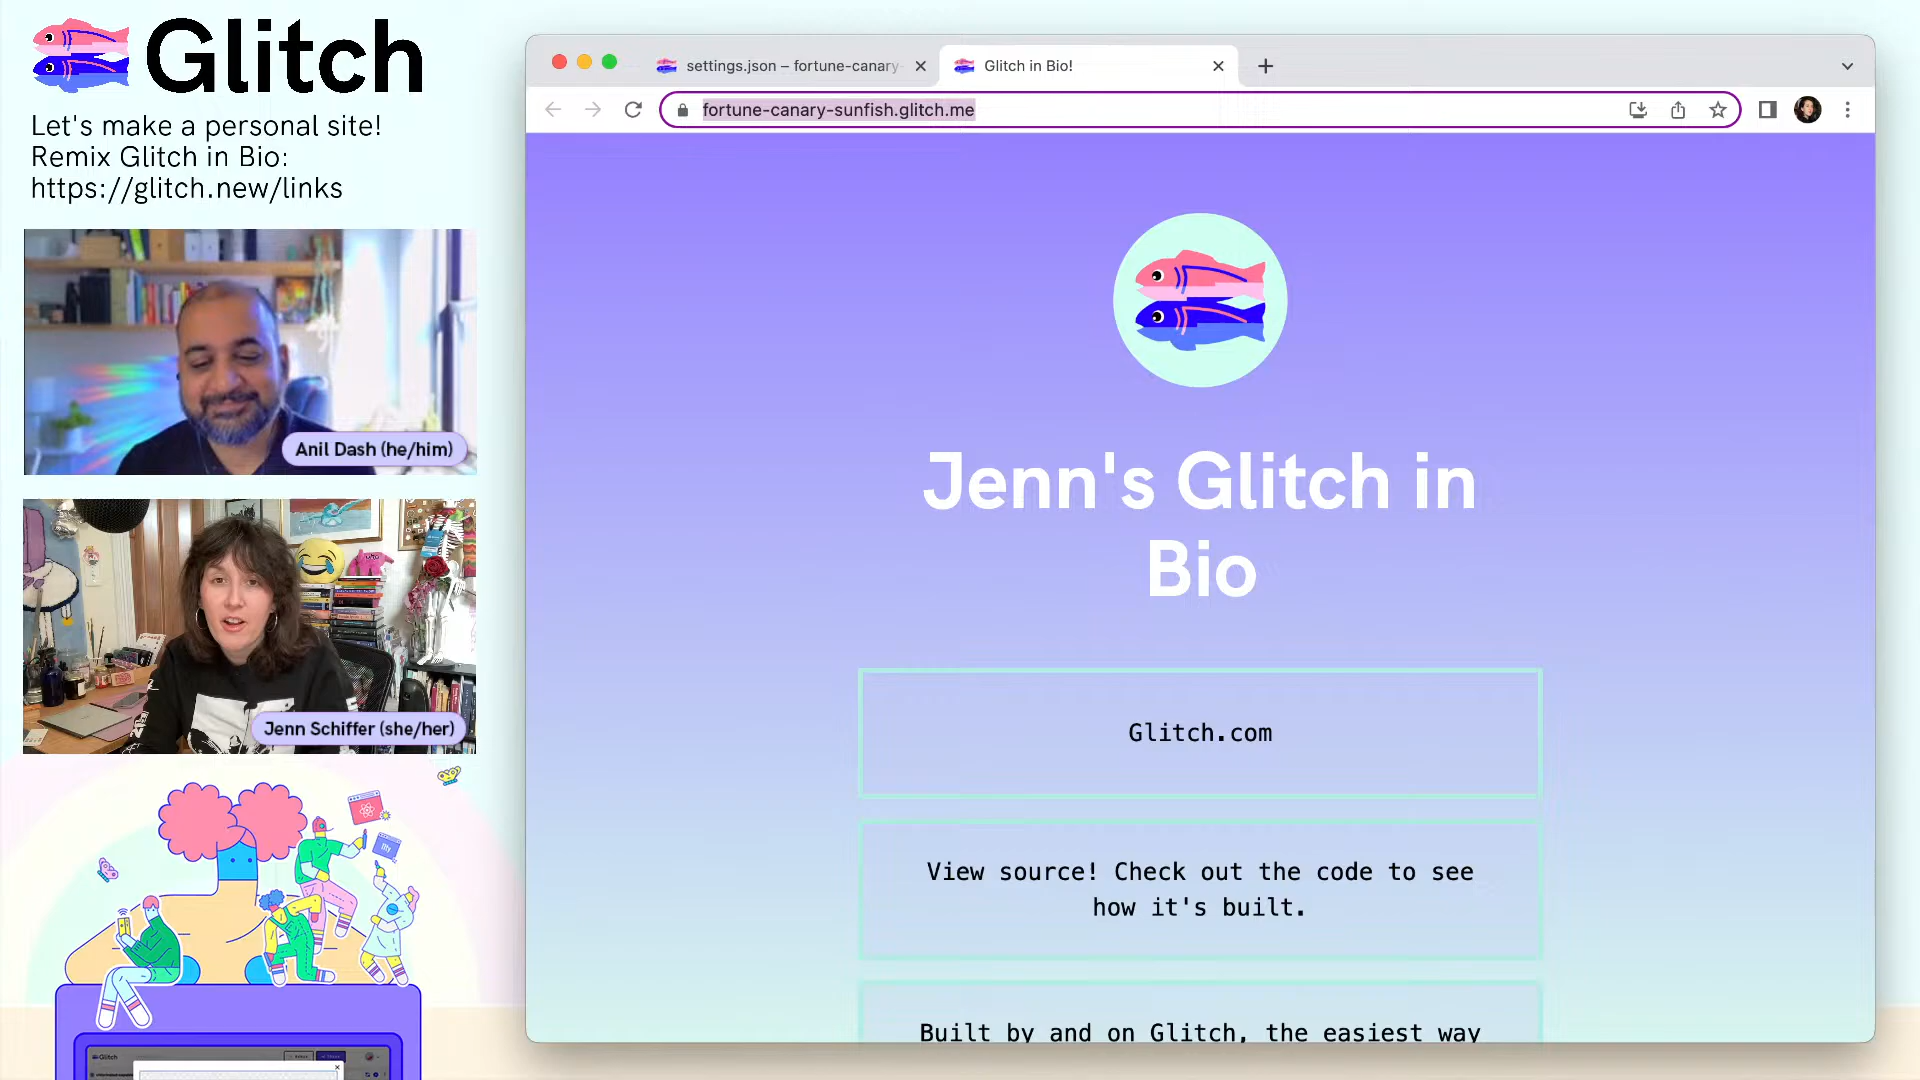 Glitch
Let's make a personal site!
Remix Glitch in Bio:
https://glitch.new/links
Anil Dash (he/him)
Jenn Schiffer (she/her)
settings.json – fortune-canary-
Glitch in Bio!
fortune-canary-sunfish.glitch.me
Jenn's Glitch in
Bio
Glitch.com
View source! Check out the code to see
how it's built.
Built by and on Glitch, the easiest way
Glitch